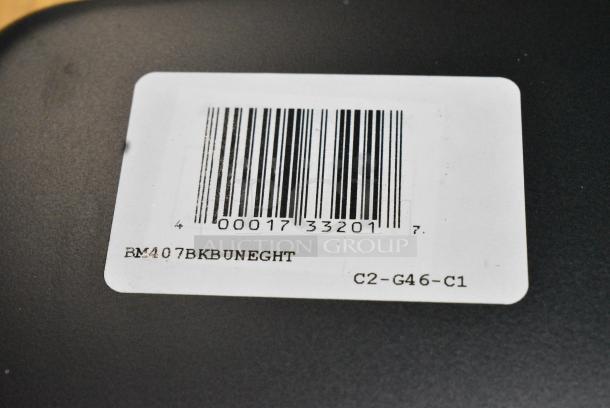 4 00017 33201 7.
AUCTION GROUP
BM407BKBUNEGHT
C2-G46-C1